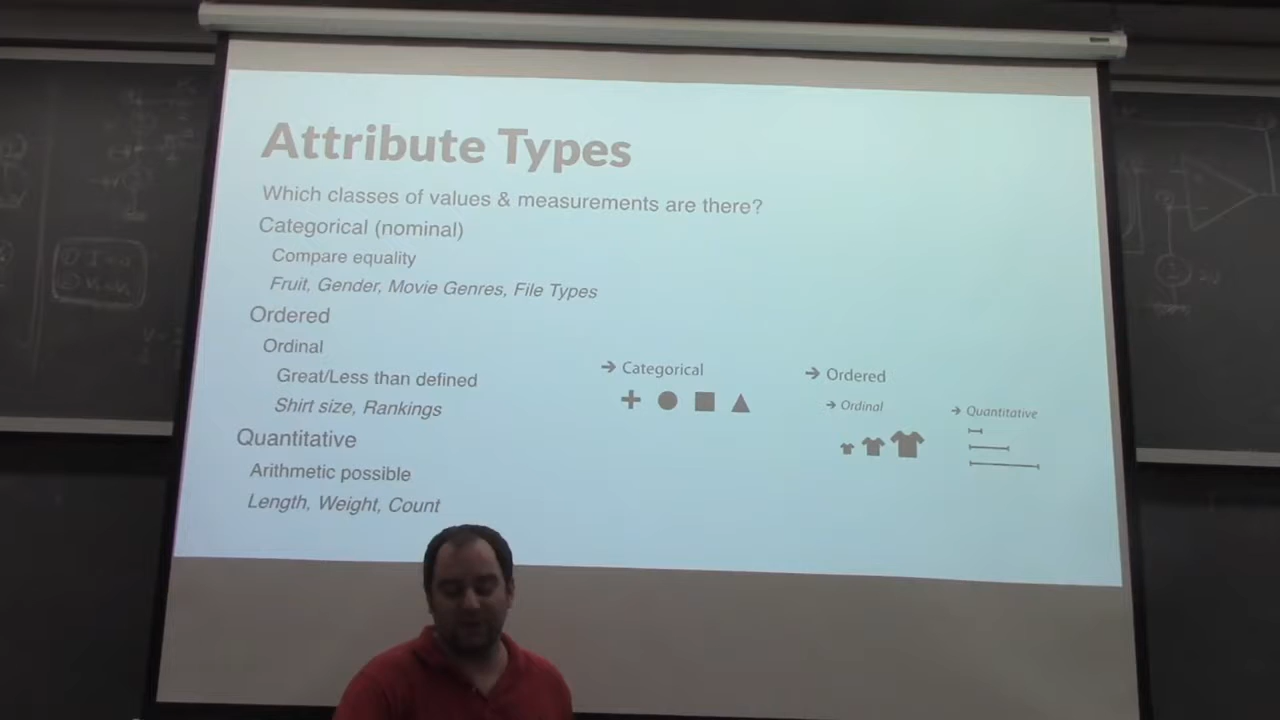 Attribute Types
Which classes of values & measurements are there?
Categorical (nominal)
Compare equality
Fruit, Gender, Movie Genres, File Types
Ordered
Ordinal
Great/Less than defined
Shirt size, Rankings
Quantitative
Arithmetic possible
Length, Weight, Count
→ Categorical
→ Ordered
→ Ordinal
→ Quantitative